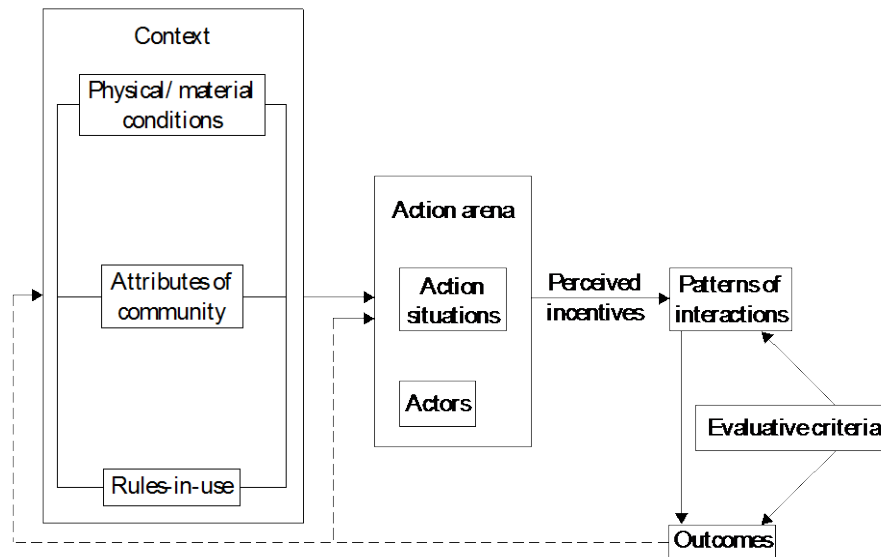 Context
Physical/ material
conditions
Attributes of
community
Rules-in-use
Action arena
Action
situations
Actors
Perceived
incentives
Patterns of
interactions
Evaluative criteria
Outcomes